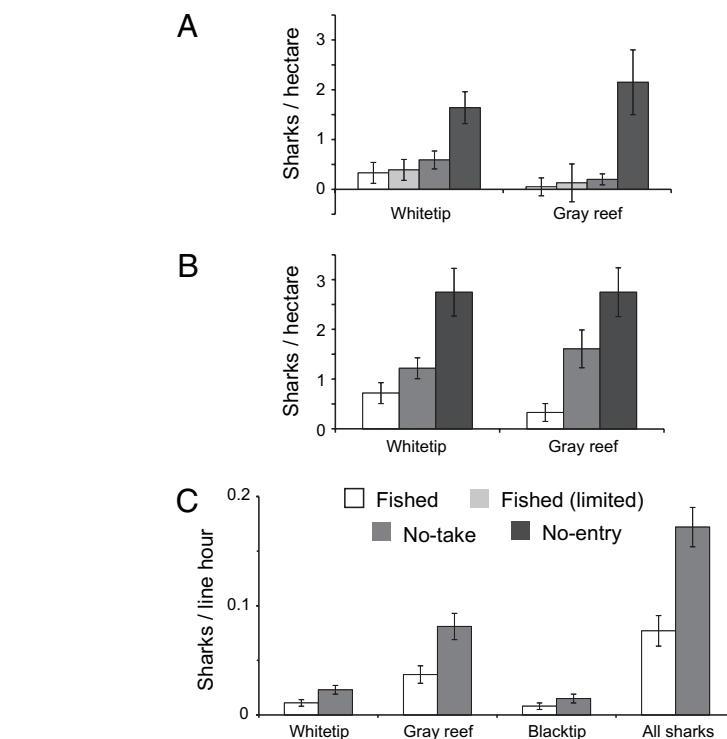 A
Sharks / hectare
3
2
1
0
Whitetip Gray reef
B
Sharks / hectare
3
2
1
0
Whitetip Gray reef
C
Sharks / line hour
0.2
0.1
0
Fished Fished (limited)
No-take No-entry
Whitetip Gray reef Blacktip All sharks